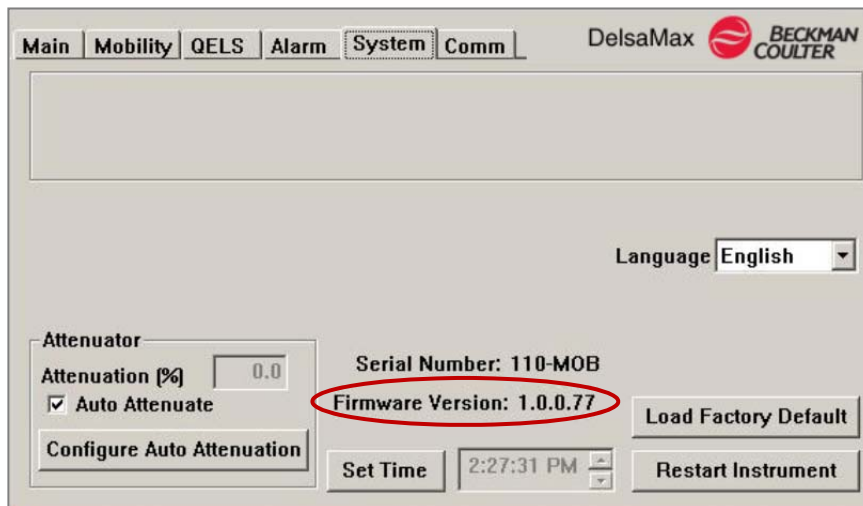 Main Mobility QELS Alarm System Comm
DelsaMax BECKMAN
COULTER
Language English
Attenuator
Attenuation (%) 0.0
Auto Attenuate
Configure Auto Attenuation
Serial Number: 110-MOB
Firmware Version: 1.0.0.77
Set Time 2:27:31 PM
Load Factory Default
Restart Instrument